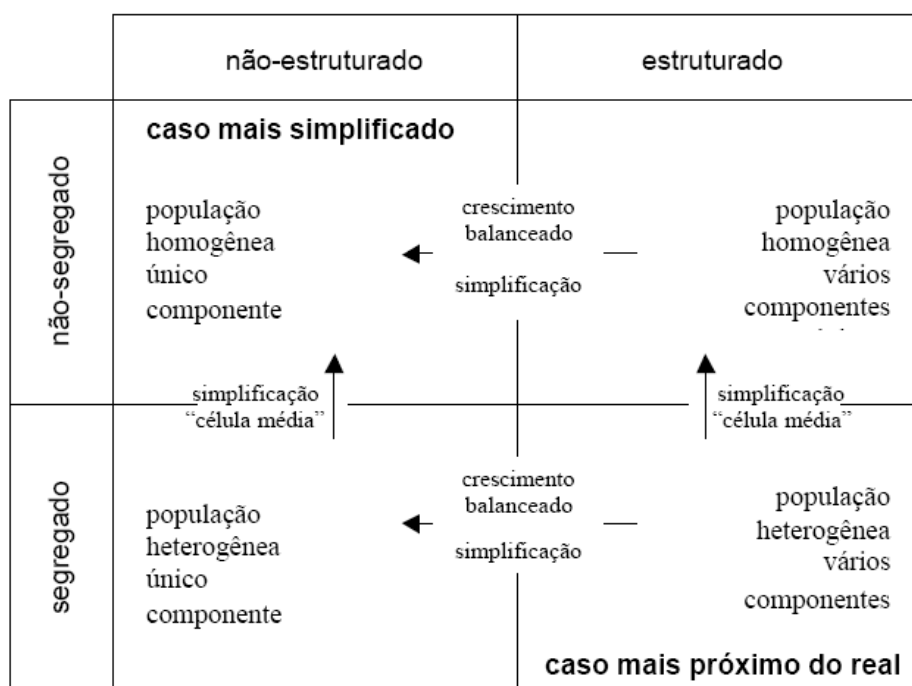 não-estruturado
estruturado
não-segregado
caso mais simplificado
população
homogênea
único
componente
crescimento
balanceado
simplificação
população
homogênea
vários
componentes
simplificação
“célula média”
simplificação
“célula média”
segregado
população
heterogênea
único
componente
crescimento
balanceado
simplificação
população
heterogênea
vários
componentes
caso mais próximo do real